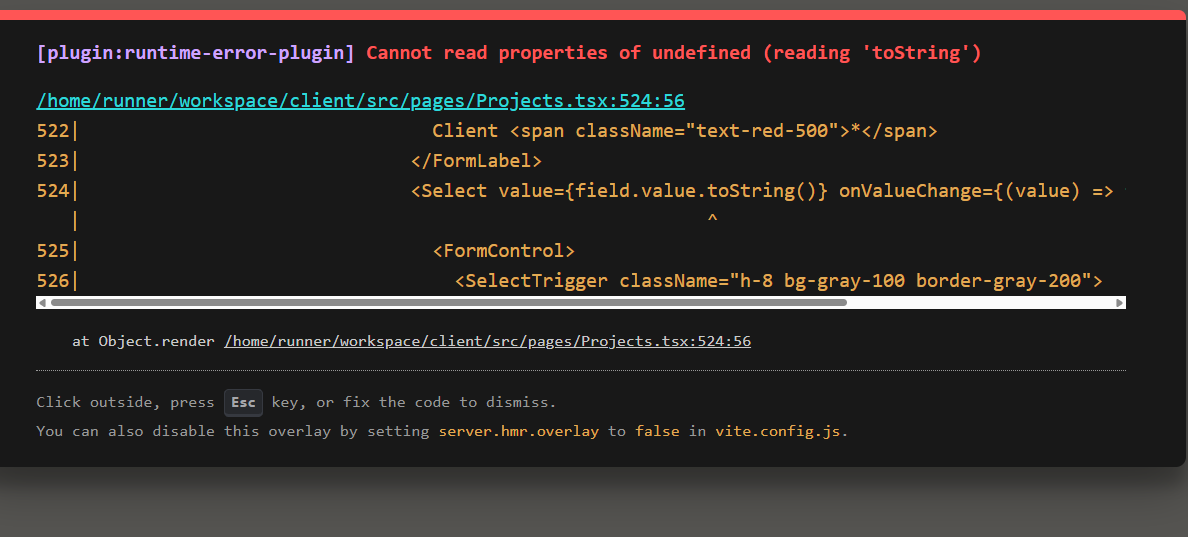 [plugin:runtime-error-plugin] Cannot read properties of undefined (reading 'toString')
/home/runner/workspace/client/src/pages/Projects.tsx:524:56
522|                                 Client <span className="text-red-500">*</span>
523|                               </FormLabel>
524|                               <Select value={field.value.toString()} onValueChange={(value) =>
   |                                                          ^
525|                                 <FormControl>
526|                                   <SelectTrigger className="h-8 bg-gray-100 border-gray-200">
at Object.render /home/runner/workspace/client/src/pages/Projects.tsx:524:56
Click outside, press Esc key, or fix the code to dismiss.
You can also disable this overlay by setting server.hmr.overlay to false in vite.config.js.